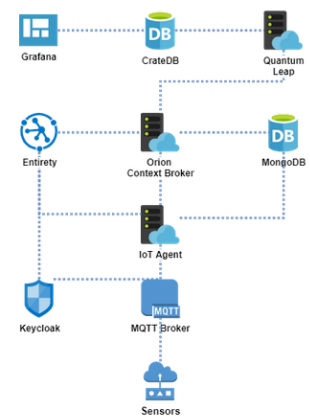 DB
Grafana
CrateDB
Quantum
Leap
DB
Entirety
Orion
Context Broker
MongoDB
IoT Agent
MQTT
Keycloak
MQTT Broker
Sensors